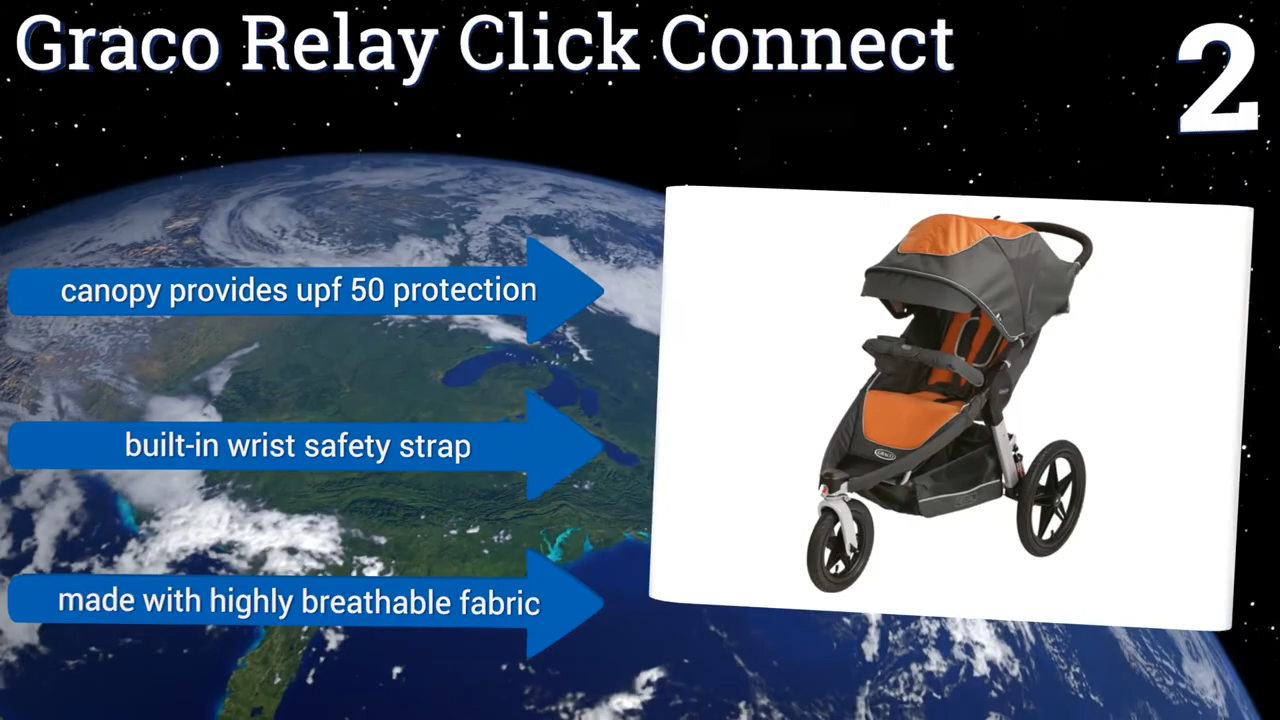 Graco Relay Click Connect
2
canopy provides upf 50 protection
built-in wrist safety strap
made with highly breathable fabric
GRACO